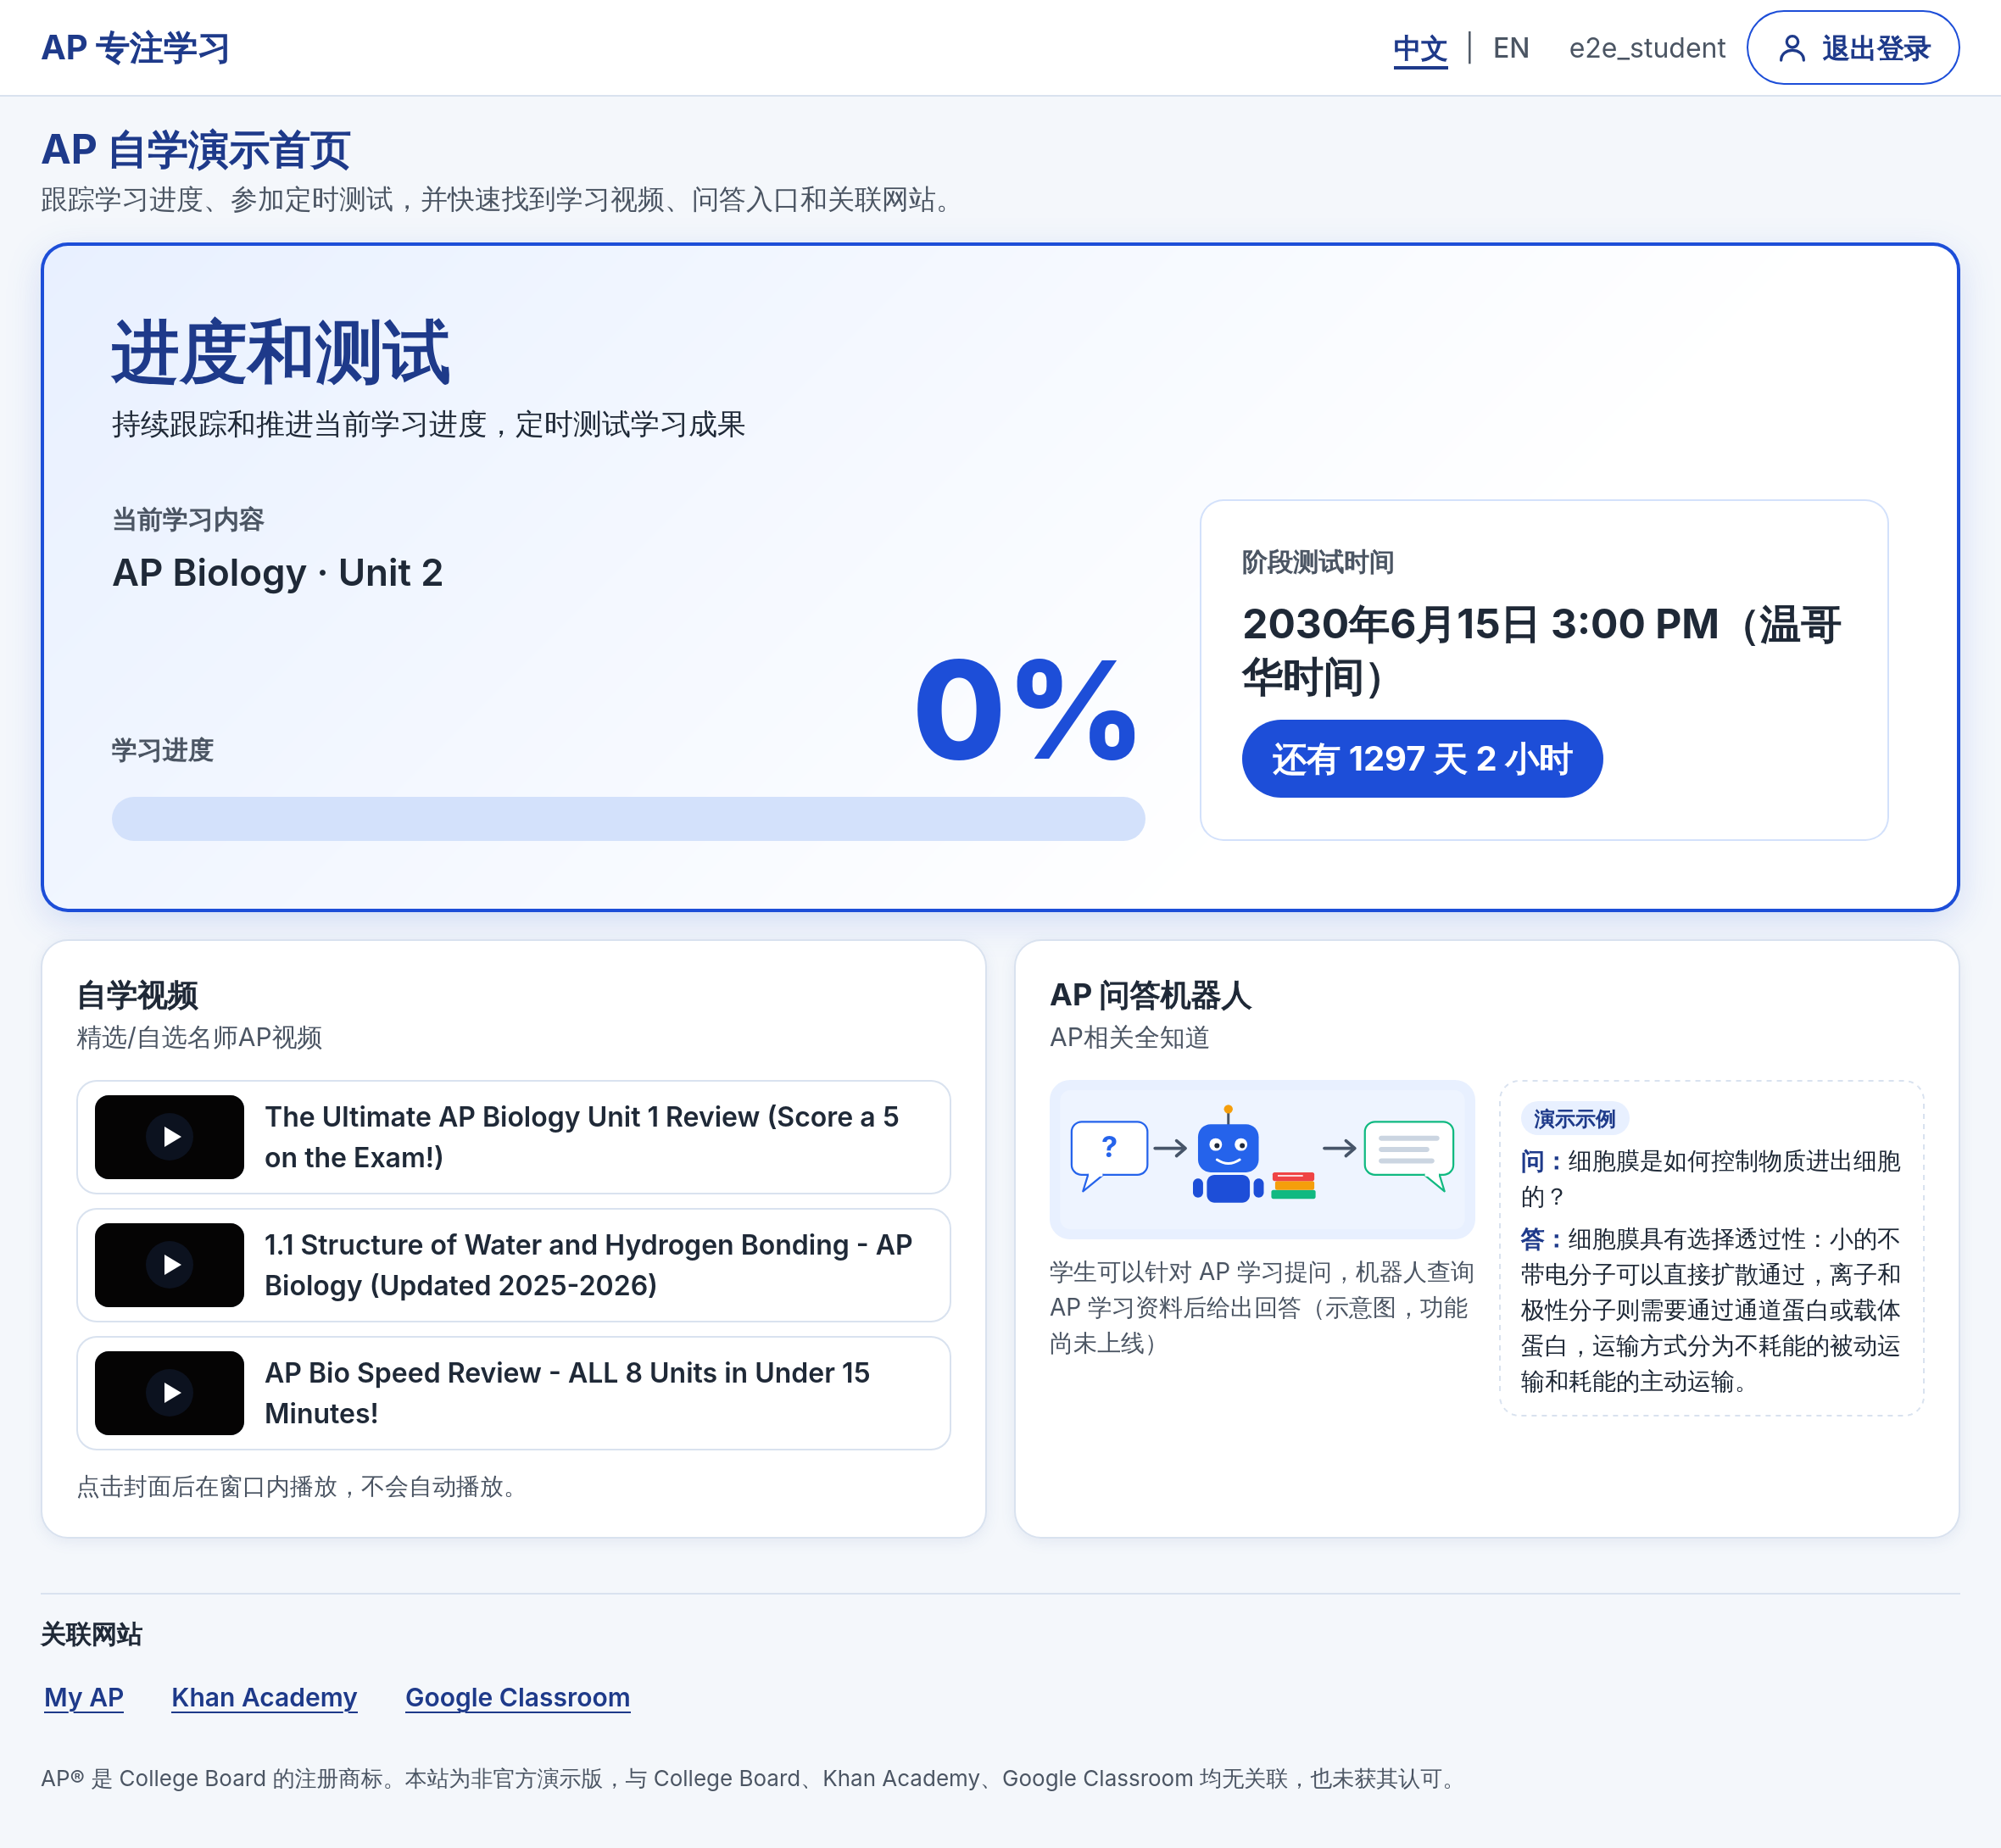 AP 专注学习
中文 | EN e2e_student 退出登录
AP 自学演示首页
跟踪学习进度、参加定时测试，并快速找到学习视频、问答入口和关联网站。
进度和测试
持续跟踪和推进当前学习进度，定时测试学习成果
当前学习内容
AP Biology · Unit 2
学习进度
0%
阶段测试时间
2030年6月15日 3:00 PM（温哥
华时间）
还有 1297 天 2 小时
自学视频
精选/自选名师AP视频
The Ultimate AP Biology Unit 1 Review (Score a 5
on the Exam!)
1.1 Structure of Water and Hydrogen Bonding - AP
Biology (Updated 2025-2026)
AP Bio Speed Review - ALL 8 Units in Under 15
Minutes!
点击封面后在窗口内播放，不会自动播放。
AP 问答机器人
AP相关全知道
?
学生可以针对 AP 学习提问，机器人查询
AP 学习资料后给出回答（示意图，功能
尚未上线）
演示示例
问：细胞膜是如何控制物质进出细胞
的？
答：细胞膜具有选择透过性：小的不
带电分子可以直接扩散通过，离子和
极性分子则需要通过通道蛋白或载体
蛋白，运输方式分为不耗能的被动运
输和耗能的主动运输。
关联网站
My AP Khan Academy Google Classroom
AP® 是 College Board 的注册商标。本站为非官方演示版，与 College Board、Khan Academy、Google Classroom 均无关联，也未获其认可。